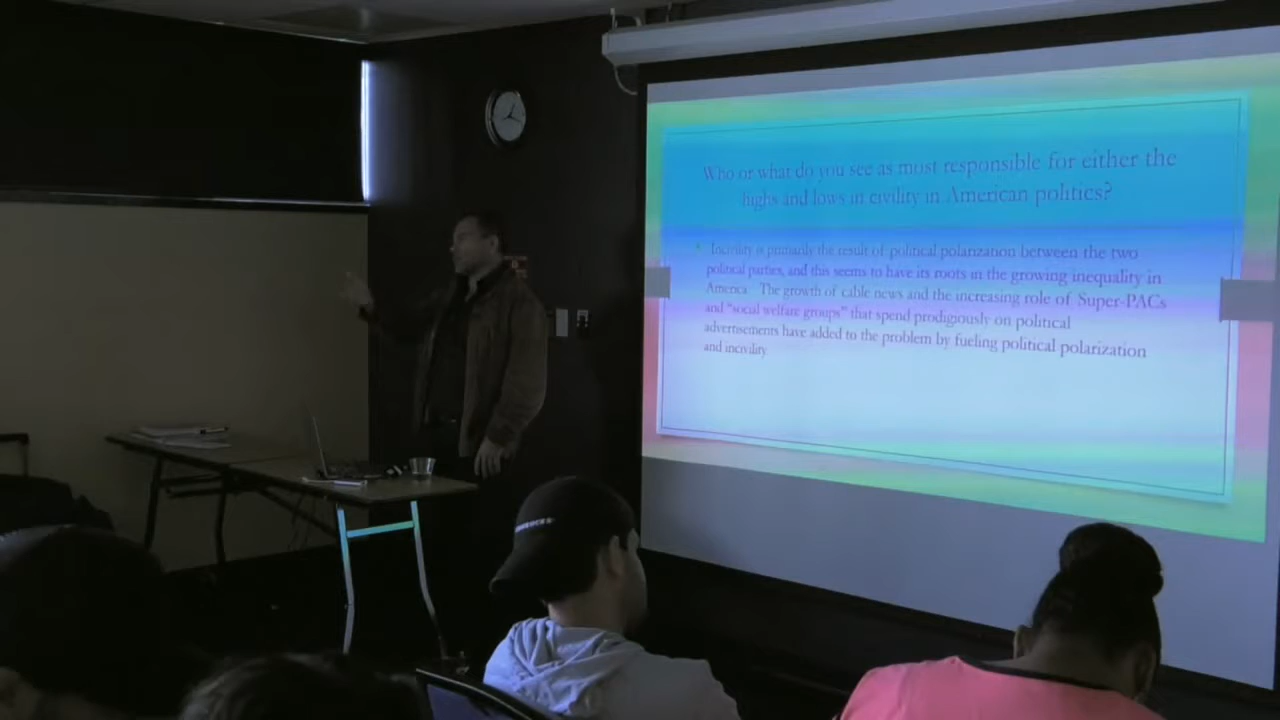 Who or what do you see as most responsible for either the
highs and lows in civility in American politics?
Incivility is primarily the result of political polarization between the two
political parties, and this seems to have its roots in the growing inequality in
America. The growth of cable news and the increasing role of Super-PACs
and "social welfare groups" that spend prodigiously on political
advertisements have added to the problem by fueling political polarization
and incivility